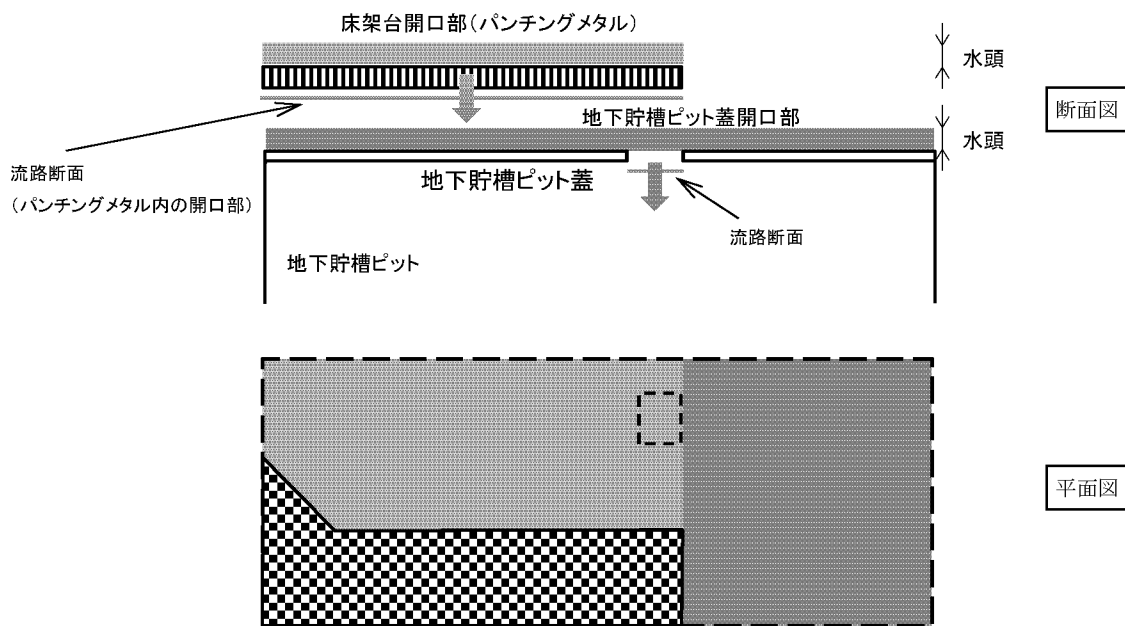 床架台開口部（パンチングメタル）
水頭
断面図
地下貯槽ピット蓋開口部
水頭
流路断面
（パンチングメタル内の開口部）
地下貯槽ピット蓋
流路断面
地下貯槽ピット
平面図